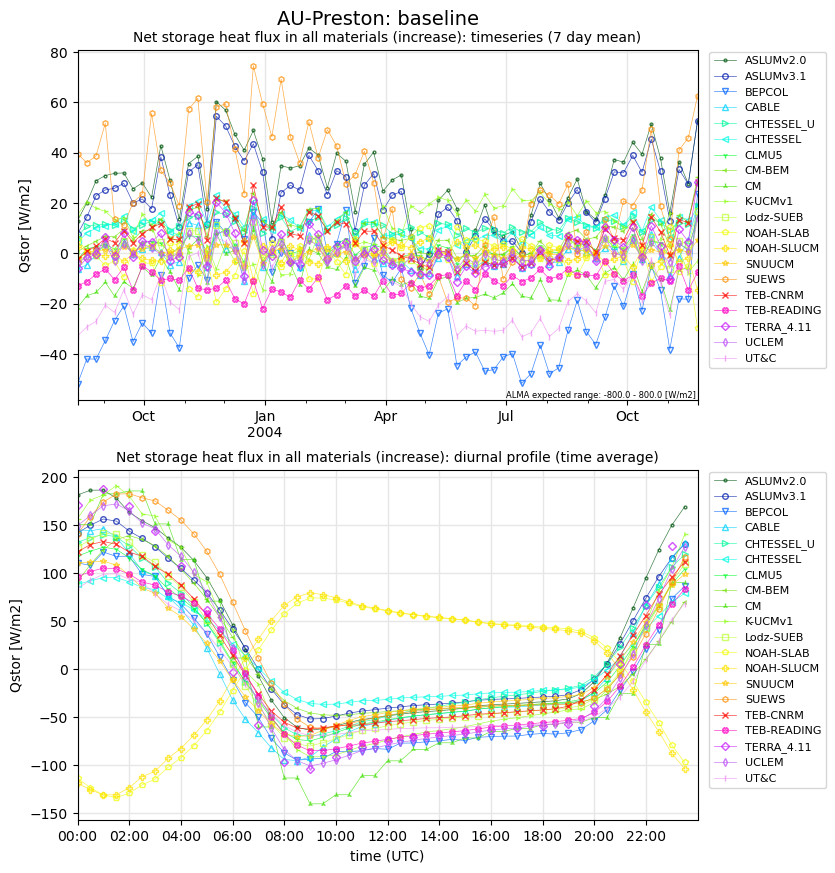 AU-Preston: baseline
Net storage heat flux in all materials (increase): timeseries (7 day mean)
Qstor [W/m2]
80
60
40
20
0
−20
−40
Oct
Jan
2004
Apr
Jul
Oct
ALMA expected range: -800.0 - 800.0 [W/m2]
ASLUMv2.0
ASLUMv3.1
BEPCOL
CABLE
CHTESSEL_U
CHTESSEL
CLMU5
CM-BEM
CM
K-UCMv1
Lodz-SUEB
NOAH-SLAB
NOAH-SLUCM
SNUUCM
SUEWS
TEB-CNRM
TEB-READING
TERRA_4.11
UCLEM
UT&C
Net storage heat flux in all materials (increase): diurnal profile (time average)
Qstor [W/m2]
200
150
100
50
0
−50
−100
−150
00:00
02:00
04:00
06:00
08:00
10:00
12:00
14:00
16:00
18:00
20:00
22:00
time (UTC)
ASLUMv2.0
ASLUMv3.1
BEPCOL
CABLE
CHTESSEL_U
CHTESSEL
CLMU5
CM-BEM
CM
K-UCMv1
Lodz-SUEB
NOAH-SLAB
NOAH-SLUCM
SNUUCM
SUEWS
TEB-CNRM
TEB-READING
TERRA_4.11
UCLEM
UT&C